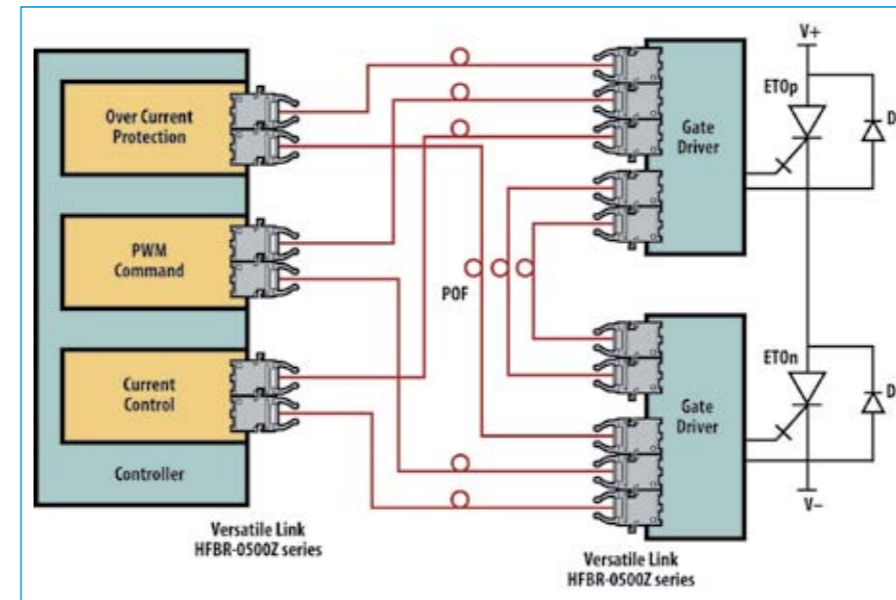 Over Current
Protection
PWM
Command
Current
Control
Controller
Versatile Link
HFBR-0500Z series
POF
Gate
Driver
V+
ETOp
D
Gate
Driver
ETOn
D
V−
Versatile Link
HFBR-0500Z series